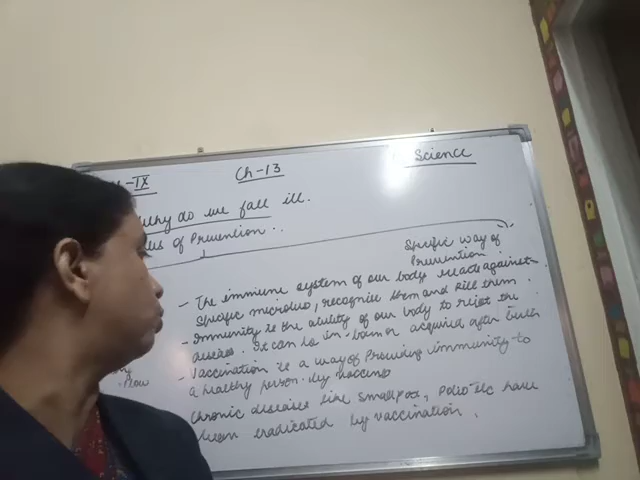 -IX Ch-13 Science
Why do we fall ill.
of Prevention..
Specific way of
Prevention
- The immune system of our body reacts against
specific microbes, recognise them and kill them.
- Immunity is the ability of our body to resist the
disease. It can be in-born or acquired after birth
- Vaccination is a way of Providing immunity to
a healthy person by vaccines
Chronic diseases like smallpox, Polio etc have
been eradicated by vaccination.